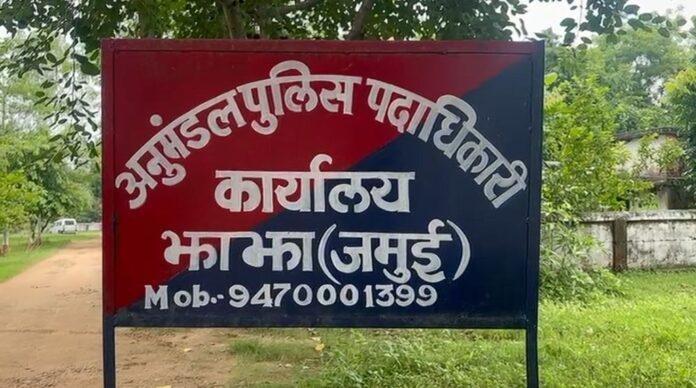 अनुमंडल पुलिस पदाधिकारी
कार्यालय
झाझा (जमुई)
Mob.- 9470001399